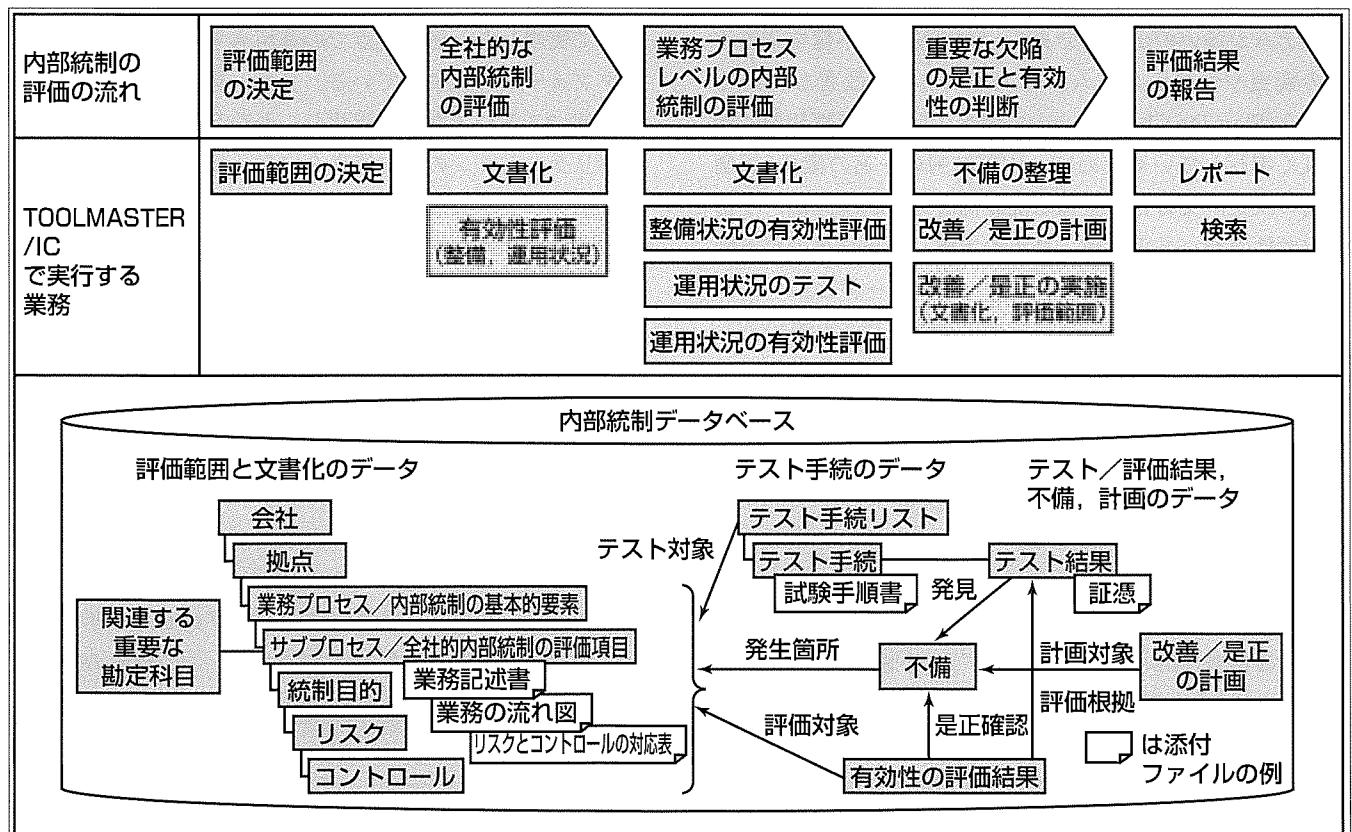 内部統制の
評価の流れ
評価範囲
の決定
全社的な
内部統制
の評価
業務プロセス
レベルの内部
統制の評価
重要な欠陥
の是正と有効
性の判断
評価結果
の報告
TOOLMASTER
/IC
で実行する
業務
評価範囲の決定
文書化
有効性評価
(整備,運用状況)
文書化
整備状況の有効性評価
運用状況のテスト
運用状況の有効性評価
不備の整理
改善/是正の計画
改善/是正の実施
(文書化,評価範囲)
レポート
検索
内部統制データベース
評価範囲と文書化のデータ
会社
拠点
業務プロセス/内部統制の基本的要素
サブプロセス/全社的内部統制の評価項目
関連する
重要な
勘定科目
統制目的
リスク
コントロール
業務記述書
業務の流れ図
リスクとコントロールの対応表
テスト手続のデータ
テスト手続リスト
テスト手続
試験手順書
テスト対象
発生箇所
評価対象
テスト/評価結果,
不備,計画のデータ
テスト結果
証憑
発見
不備
計画対象
改善/是正
の計画
評価根拠
是正確認
有効性の評価結果
は添付
ファイルの例